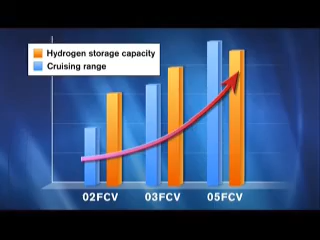 Hydrogen storage capacity
Cruising range
02FCV 03FCV 05FCV